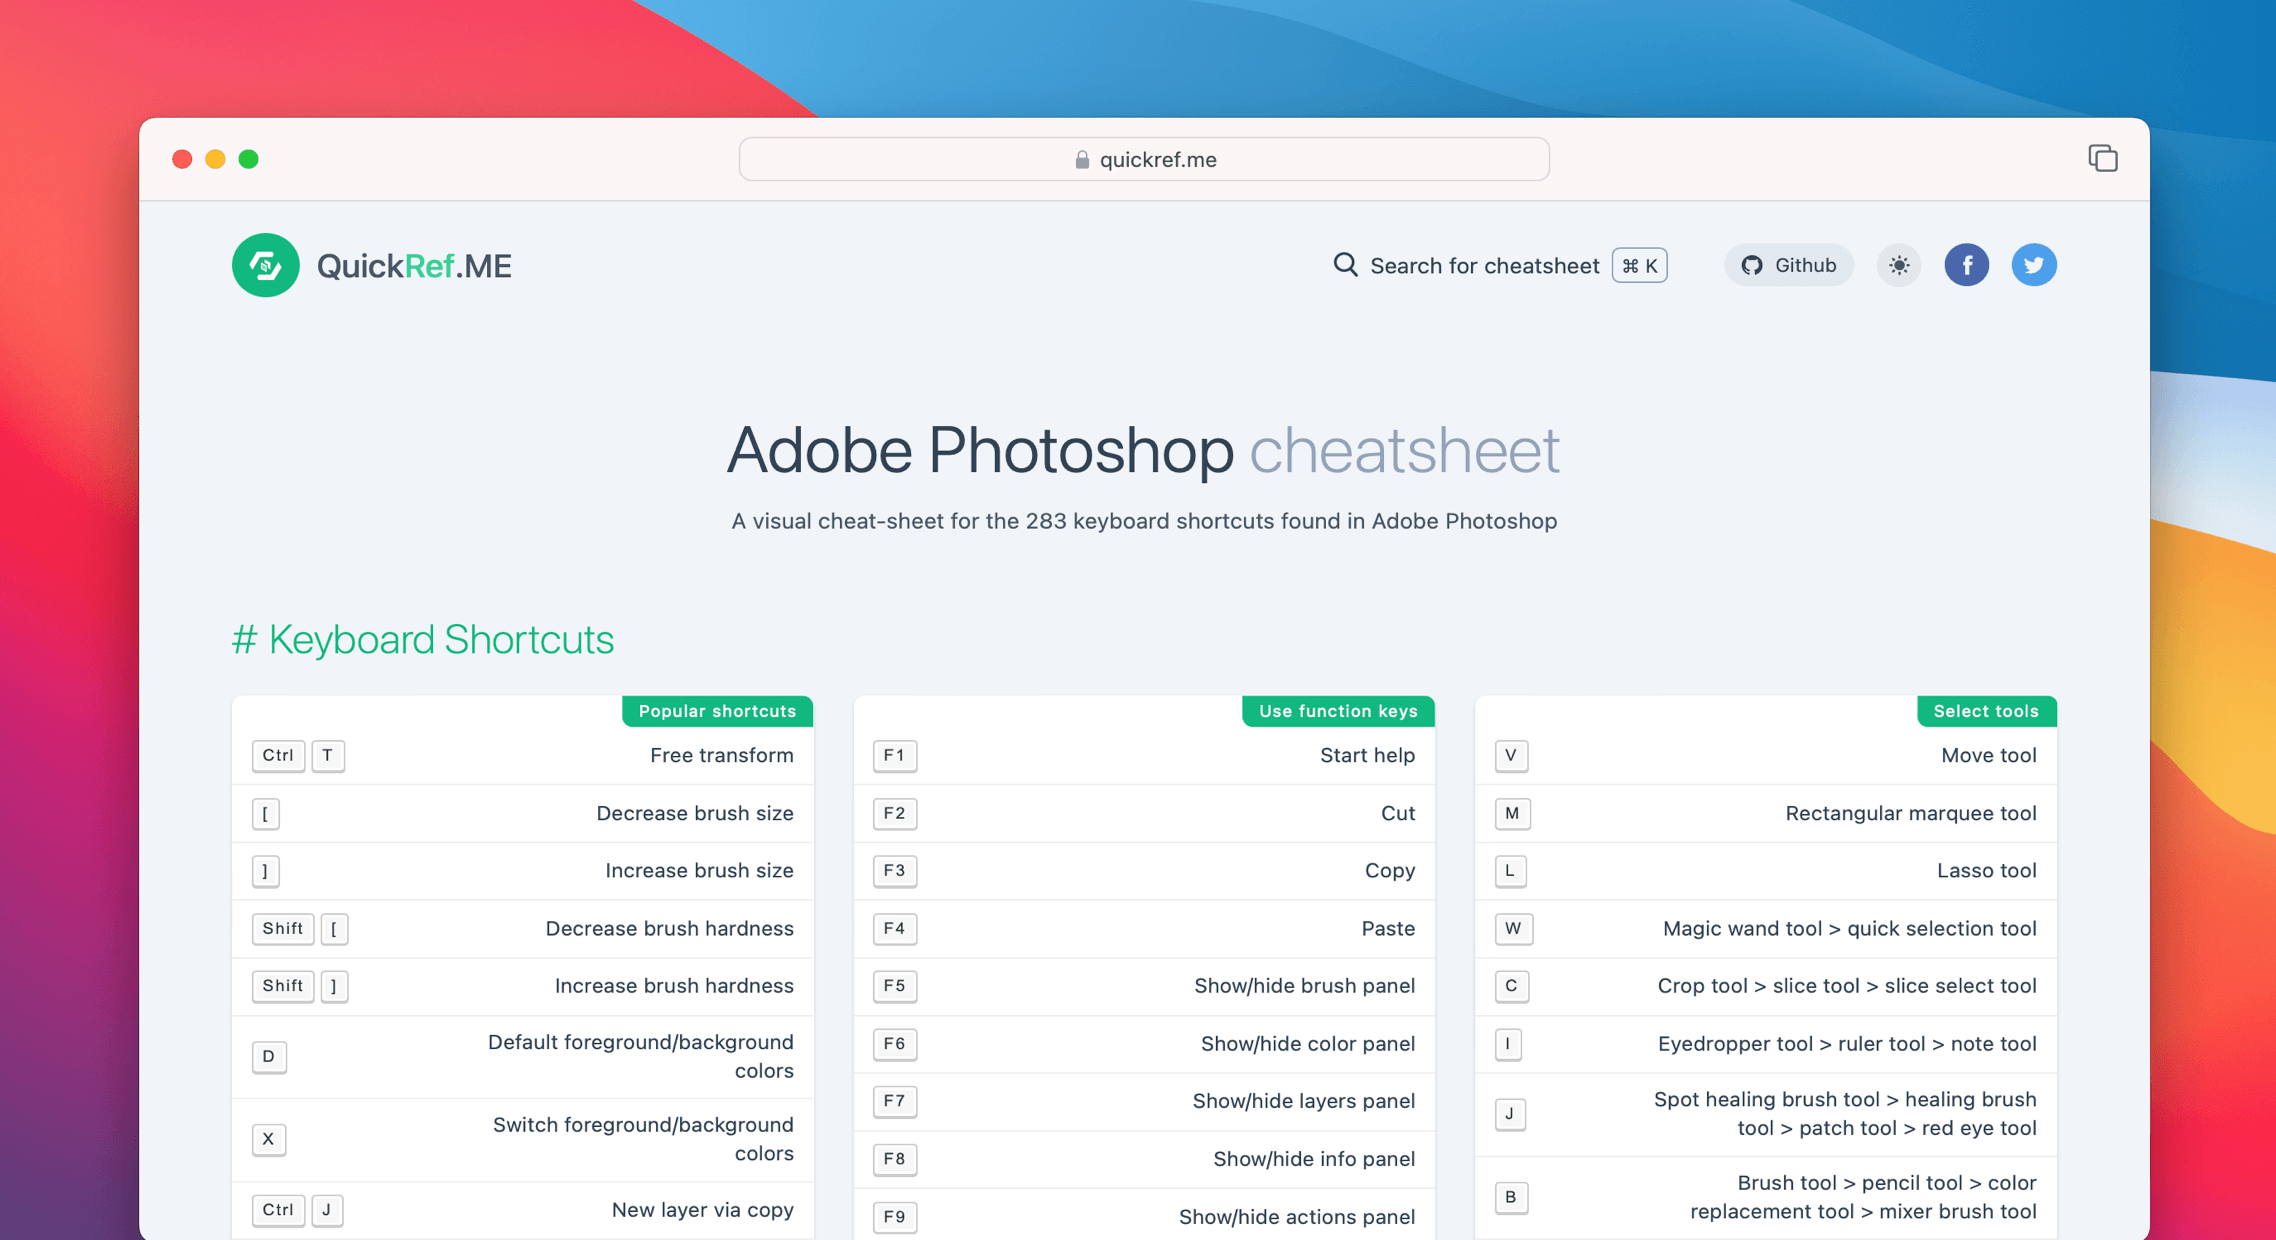 quickref.me
QuickRef.ME
Search for cheatsheet ⌘ K
Github
Adobe Photoshop cheatsheet
A visual cheat-sheet for the 283 keyboard shortcuts found in Adobe Photoshop
# Keyboard Shortcuts
Popular shortcuts
Ctrl T Free transform
[ Decrease brush size
] Increase brush size
Shift [ Decrease brush hardness
Shift ] Increase brush hardness
D Default foreground/background
colors
X Switch foreground/background
colors
Ctrl J New layer via copy
Use function keys
F1 Start help
F2 Cut
F3 Copy
F4 Paste
F5 Show/hide brush panel
F6 Show/hide color panel
F7 Show/hide layers panel
F8 Show/hide info panel
F9 Show/hide actions panel
Select tools
V Move tool
M Rectangular marquee tool
L Lasso tool
W Magic wand tool > quick selection tool
C Crop tool > slice tool > slice select tool
I Eyedropper tool > ruler tool > note tool
J Spot healing brush tool > healing brush
tool > patch tool > red eye tool
B Brush tool > pencil tool > color
replacement tool > mixer brush tool